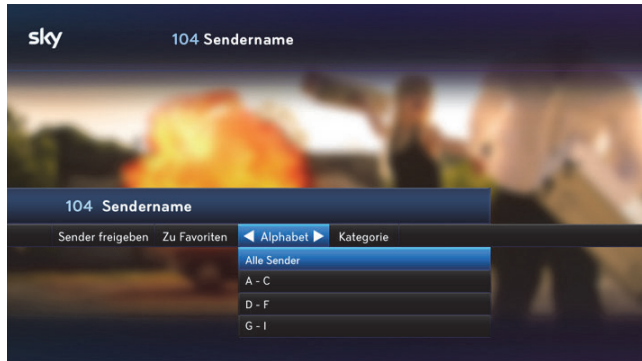 sky 104 Sendername
104 Sendername
Sender freigeben Zu Favoriten Alphabet Kategorie
Alle Sender
A - C
D - F
G - I